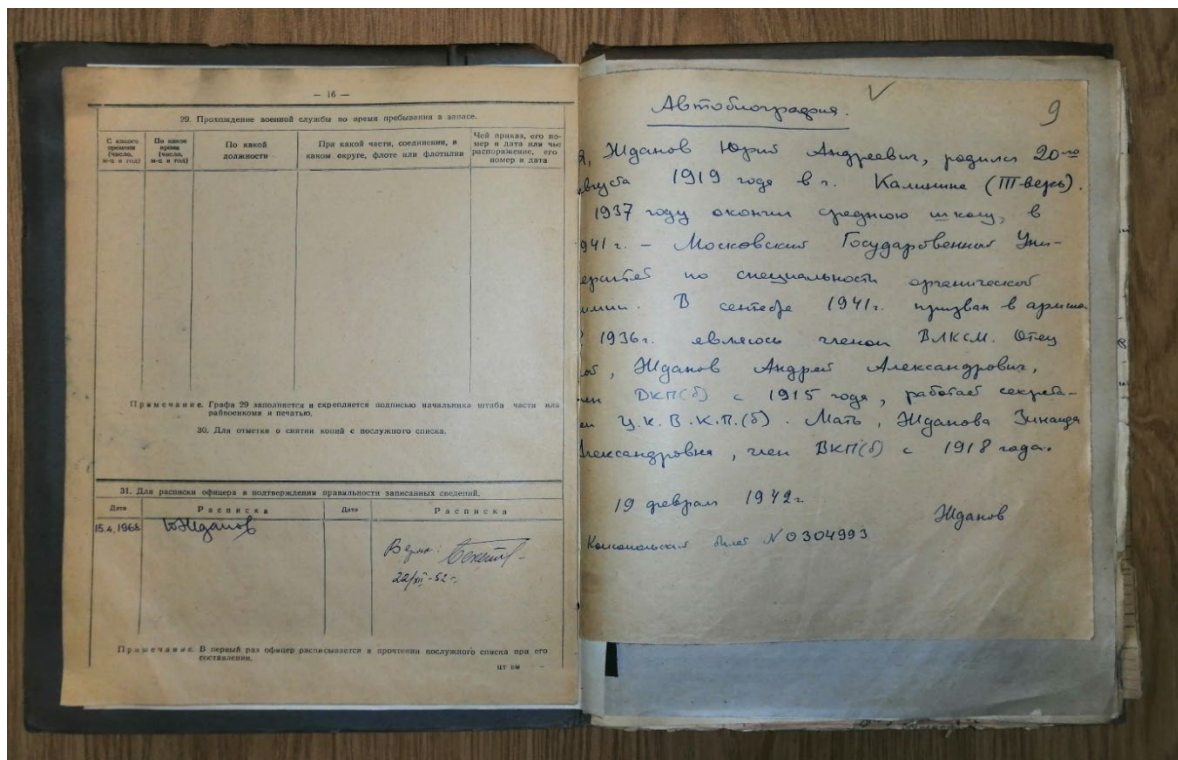 — 16 —
29. Прохождение военной службы во время пребывания в запасе.
С какого времени (число, м-ц и год)
По какое время (число, м-ц и год)
По какой должности
При какой части, соединении, в каком округе, флоте или флотилии
Чей приказ, его номер и дата или чье распоряжение, его номер и дата
Примечание. Графа 29 заполняется и скрепляется подписью начальника штаба части или
райвоенкома и печатью.
30. Для отметки о снятии копий с послужного списка.
31. Для расписки офицера в подтверждении правильности записанных сведений.
Дата Расписка Дата Расписка
15.4.1968 Ю Жданов
Верно:
22/XII-52 г.
Примечание. В первый раз офицер расписывается в прочтении послужного списка при его
составлении.
Автобиография. 9
Я, Жданов Юрий Андреевич, родился 20-го
августа 1919 года в г. Калинине (Тверь).
1937 году окончил среднюю школу, в
941 г. – Московский Государственный Уни-
верситет по специальности органической
химии. В сентябре 1941г. призван в армию
1936г. являюсь членом ВЛКСМ. Отец
мой, Жданов Андрей Александрович,
член ВКП(б) с 1915 года, работает секрета-
рем Ц.К.В.К.П.(б). Мать, Жданова Зинаида
Александровна, член ВКП(б) с 1918 года.
19 февраля 1942г.
Жданов
Комсомольский билет № 0304993